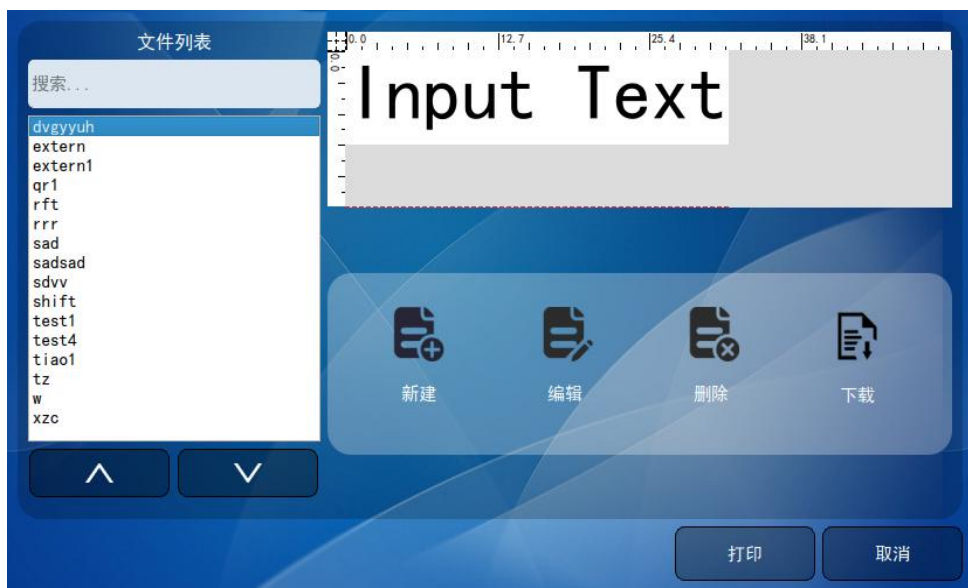 文件列表
搜索...
dvgyyuh
extern
extern1
qr1
rft
rrr
sad
sadsad
sdvv
shift
test1
test4
tiao1
tz
w
xzc
0.0 12.7 25.4 38.1
0.0
Input Text
新建 编辑 删除 下载
打印 取消